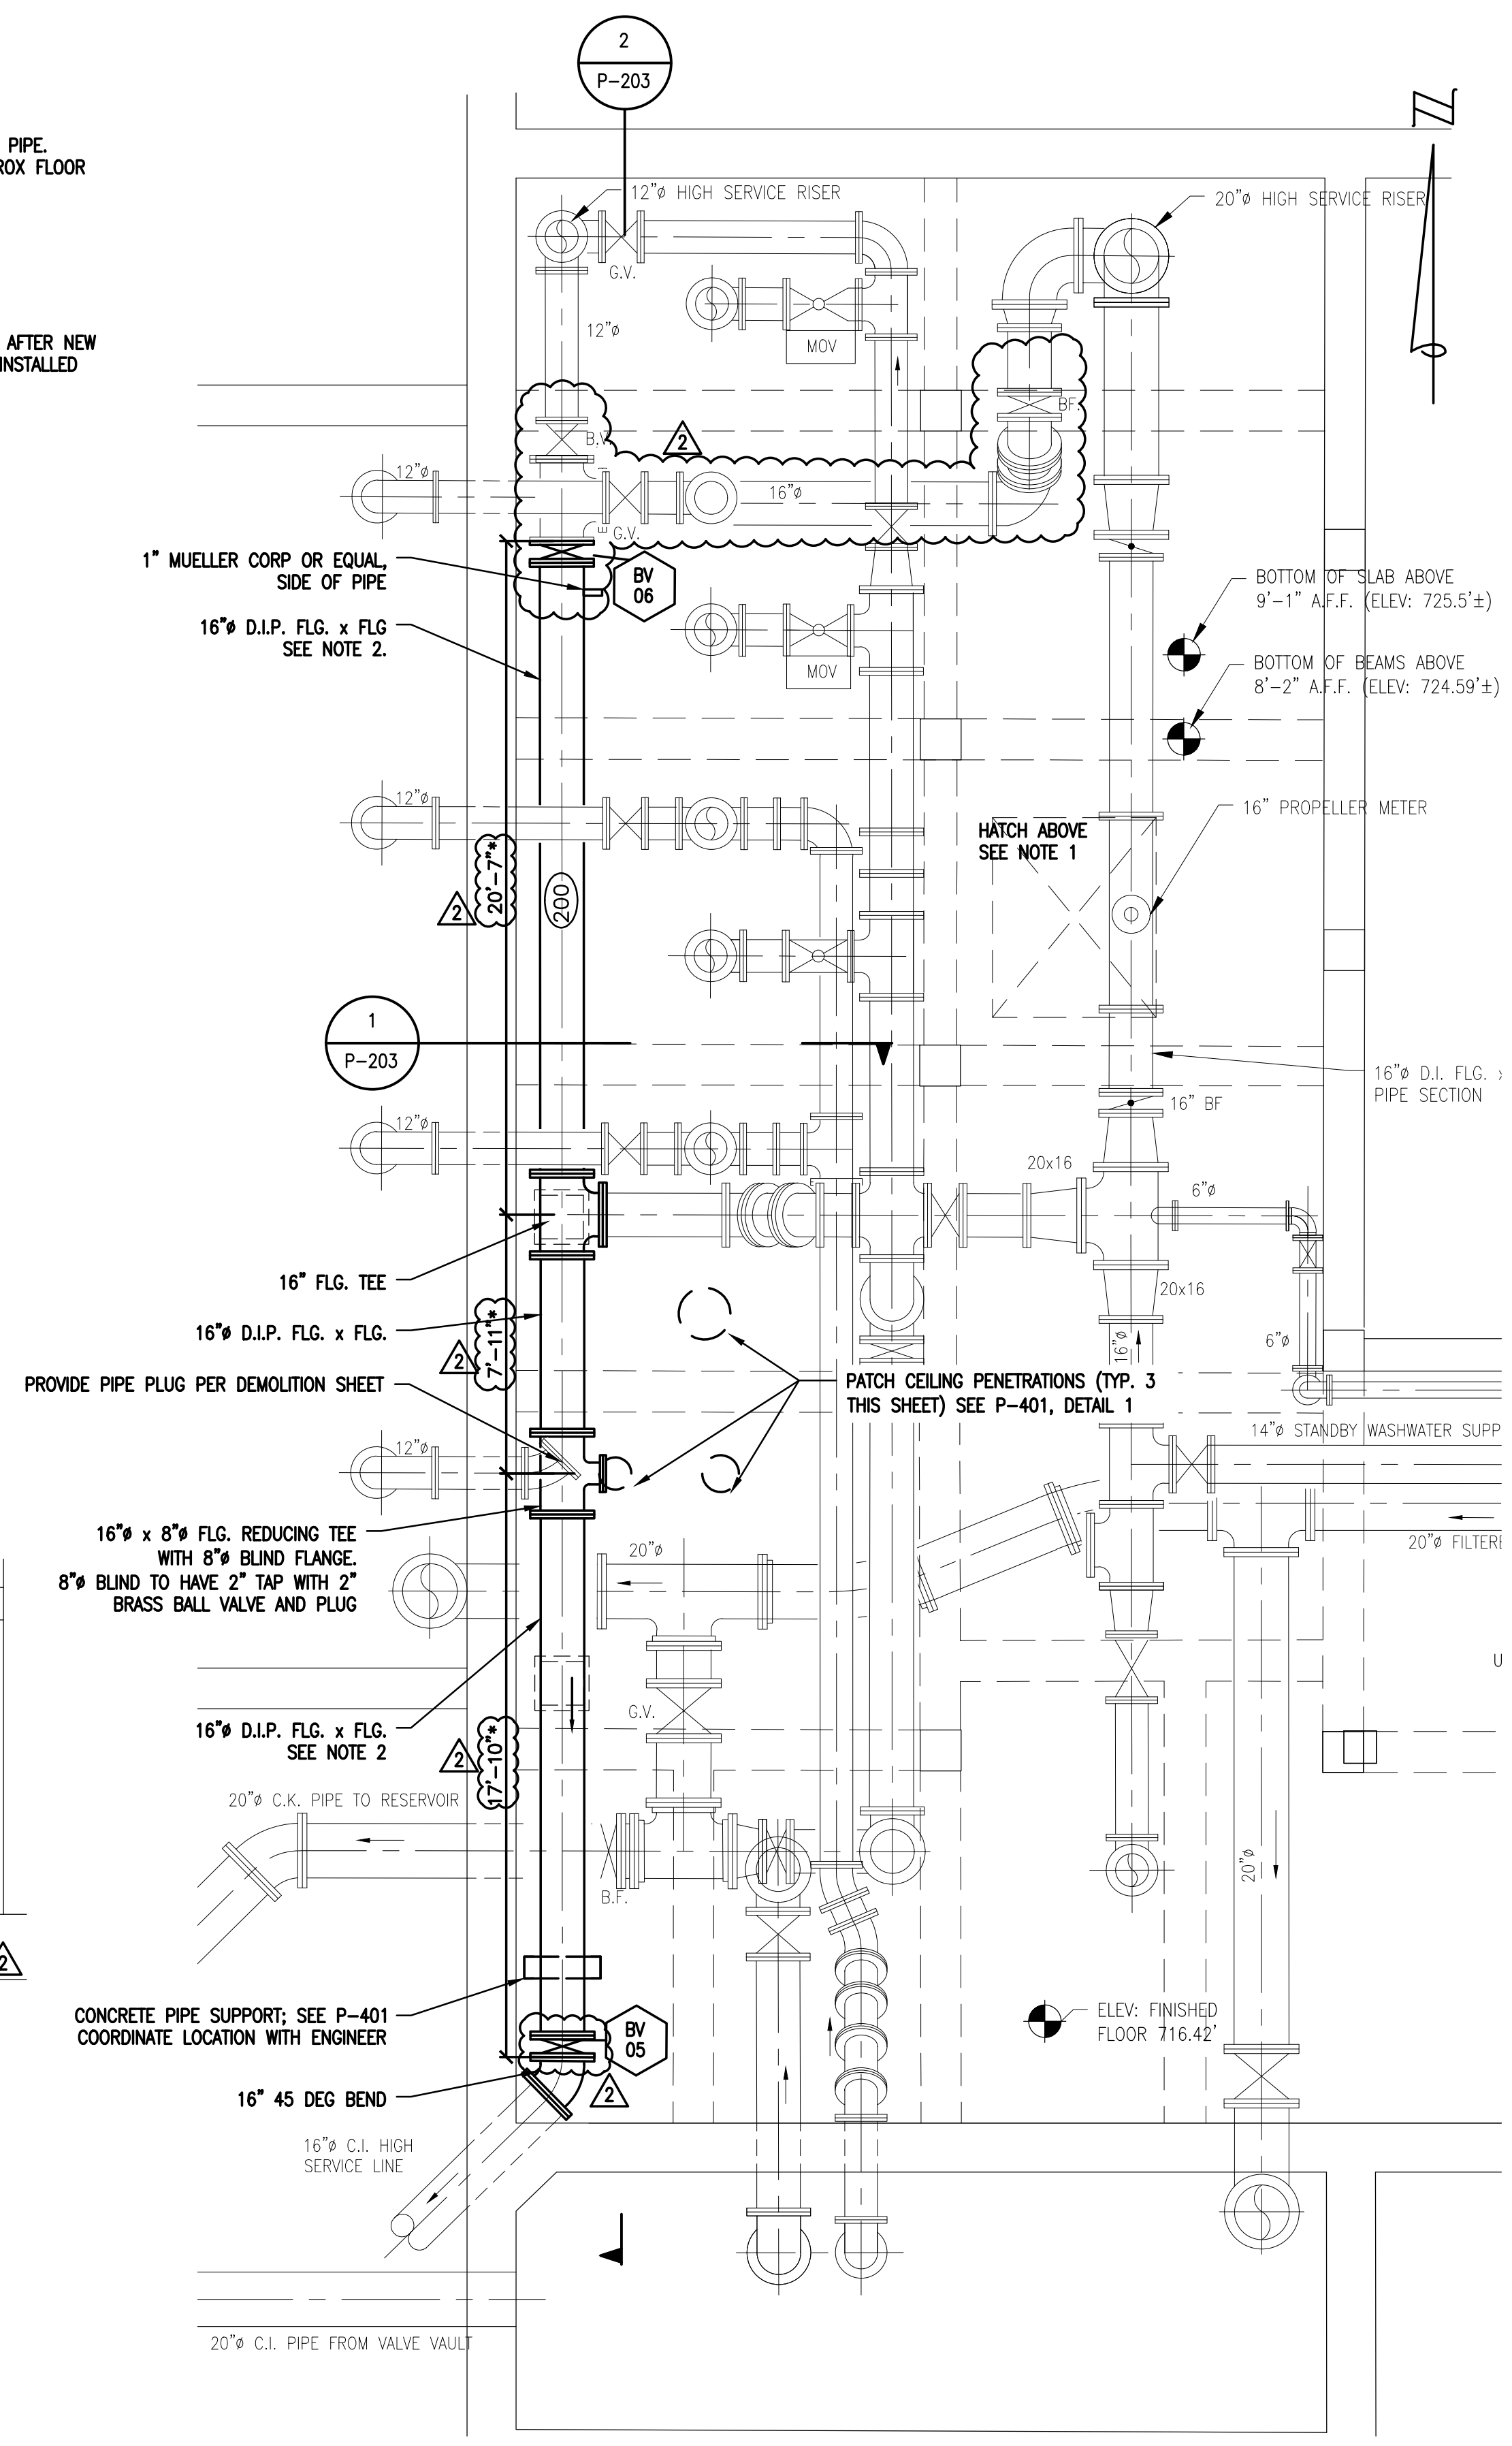 2
P-203
PIPE.
ROX FLOOR
12"ø HIGH SERVICE RISER
20"ø HIGH SERVICE RISER
G.V.
12"ø
MOV
AFTER NEW
INSTALLED
B.V.
2
BF.
12"ø
16"ø
G.V.
1" MUELLER CORP OR EQUAL,
SIDE OF PIPE
BV
06
BOTTOM OF SLAB ABOVE
9'-1" A.F.F. (ELEV: 725.5'±)
16"ø D.I.P. FLG. x FLG
SEE NOTE 2.
MOV
BOTTOM OF BEAMS ABOVE
8'-2" A.F.F. (ELEV: 724.59'±)
12"ø
16" PROPELLER METER
HATCH ABOVE
SEE NOTE 1
20'-7"*
2
200
1
P-203
16"ø D.I. FLG. x
PIPE SECTION
16" BF
12"ø
20x16
6"ø
16" FLG. TEE
20x16
16"ø D.I.P. FLG. x FLG.
7'-11"*
2
16"ø
6"ø
PROVIDE PIPE PLUG PER DEMOLITION SHEET
PATCH CEILING PENETRATIONS (TYP. 3
THIS SHEET) SEE P-401, DETAIL 1
12"ø
14"ø STANDBY WASHWATER SUPP
16"ø x 8"ø FLG. REDUCING TEE
WITH 8"ø BLIND FLANGE.
8"ø BLIND TO HAVE 2" TAP WITH 2"
BRASS BALL VALVE AND PLUG
20"ø
20"ø FILTERE
U
G.V.
16"ø D.I.P. FLG. x FLG.
SEE NOTE 2
17'-10"*
2
20"ø C.K. PIPE TO RESERVOIR
20"ø
B.F.
2
CONCRETE PIPE SUPPORT; SEE P-401
COORDINATE LOCATION WITH ENGINEER
BV
05
ELEV: FINISHED
FLOOR 716.42'
16" 45 DEG BEND
2
16"ø C.I. HIGH
SERVICE LINE
20"ø C.I. PIPE FROM VALVE VAULT